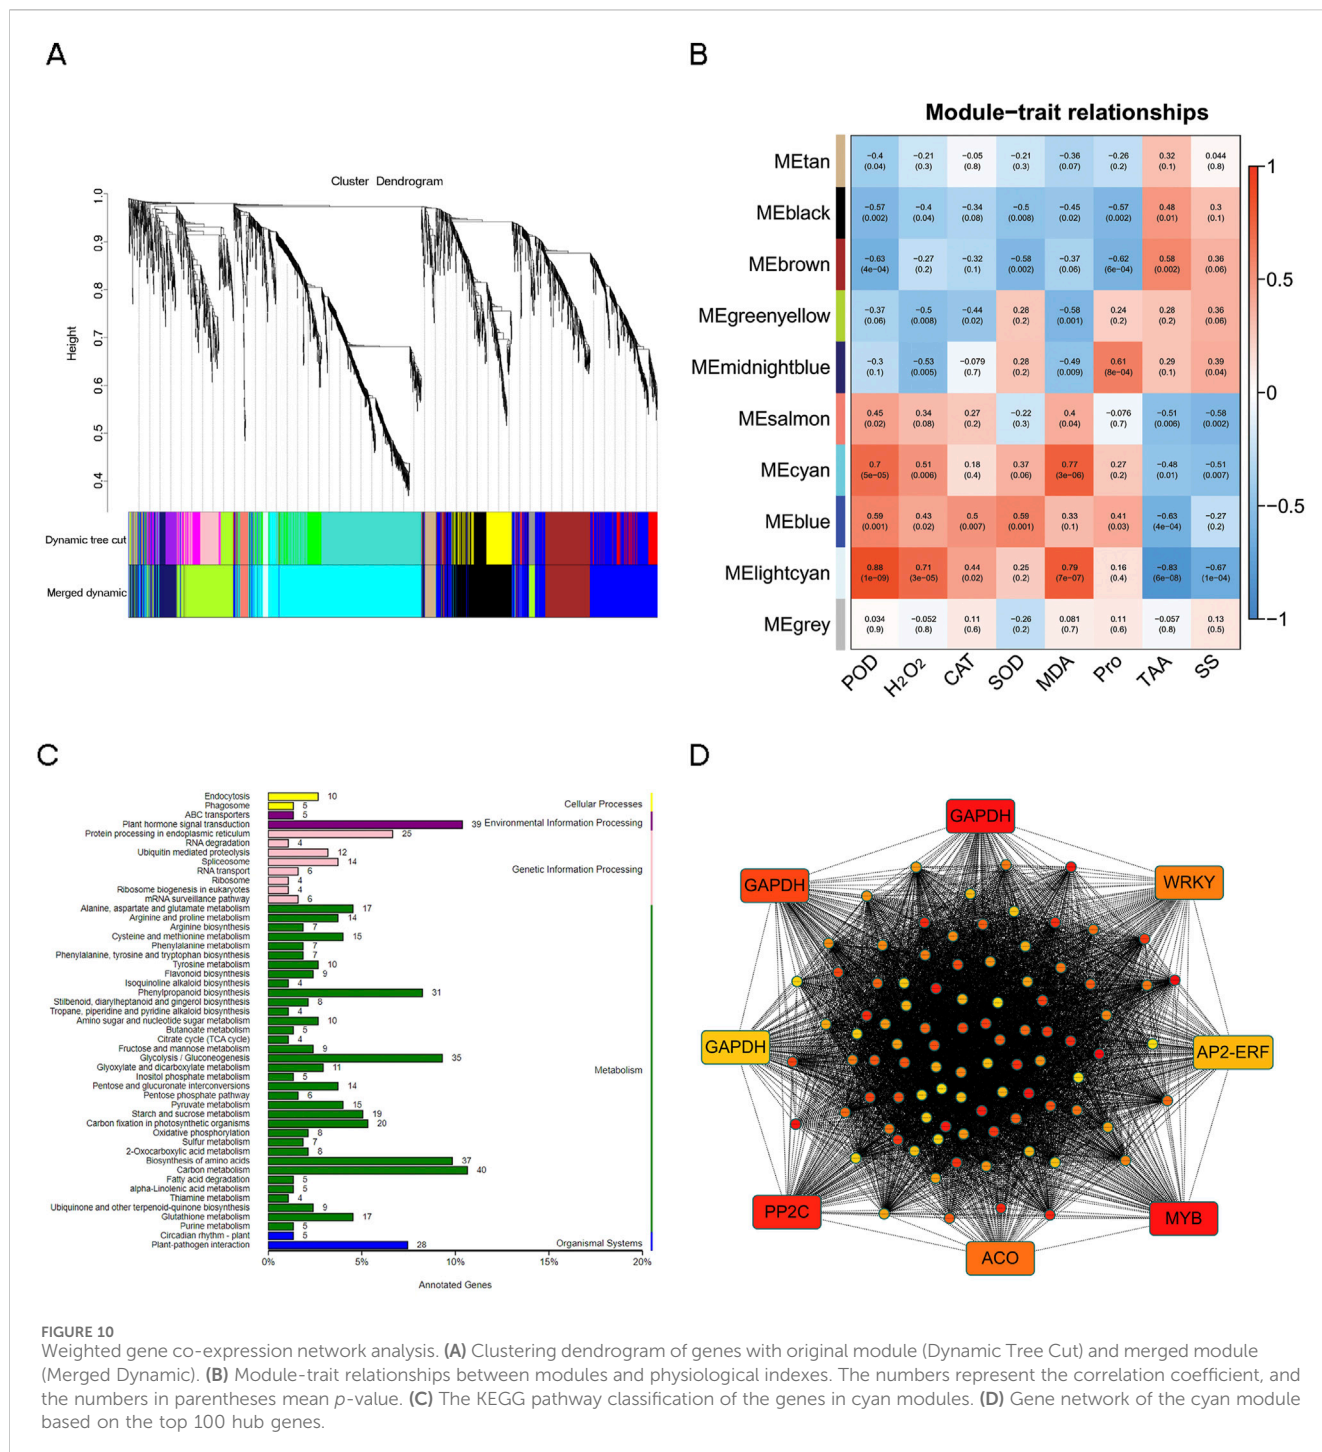 A
Cluster Dendrogram
Height
1.0
0.9
0.8
0.7
0.6
0.5
0.4
Dynamic tree cut
Merged dynamic
B
Module-trait relationships
MEtan -0.4 (0.04) -0.21 (0.3) -0.05 (0.8) -0.21 (0.3) -0.36 (0.07) -0.26 (0.2) 0.32 (0.1) 0.044 (0.8)
MEblack -0.57 (0.002) -0.4 (0.04) -0.34 (0.08) -0.5 (0.008) -0.45 (0.02) -0.57 (0.002) 0.48 (0.01) 0.3 (0.1)
MEbrown -0.63 (4e-04) -0.27 (0.2) -0.32 (0.1) -0.58 (0.002) -0.37 (0.06) -0.62 (6e-04) 0.58 (0.002) 0.36 (0.06)
MEgreenyellow -0.37 (0.06) -0.5 (0.008) -0.44 (0.02) 0.28 (0.2) -0.58 (0.001) 0.24 (0.2) 0.28 (0.2) 0.36 (0.06)
MEmidnightblue -0.3 (0.1) -0.53 (0.005) -0.079 (0.7) 0.28 (0.2) -0.49 (0.009) 0.61 (8e-04) 0.29 (0.1) 0.39 (0.04)
MEsalmon 0.45 (0.02) 0.34 (0.08) 0.27 (0.2) -0.22 (0.3) 0.4 (0.04) -0.076 (0.7) -0.51 (0.006) -0.58 (0.002)
MEcyan 0.7 (5e-05) 0.51 (0.006) 0.18 (0.4) 0.37 (0.06) 0.77 (3e-06) 0.27 (0.2) -0.48 (0.01) -0.51 (0.007)
MEblue 0.59 (0.001) 0.43 (0.02) 0.5 (0.007) 0.59 (0.001) 0.33 (0.1) 0.41 (0.03) -0.63 (4e-04) -0.27 (0.2)
MElightcyan 0.88 (1e-09) 0.71 (3e-05) 0.44 (0.02) 0.25 (0.2) 0.79 (7e-07) 0.16 (0.4) -0.83 (6e-08) -0.67 (1e-04)
MEgrey 0.034 (0.9) -0.052 (0.8) 0.11 (0.6) -0.26 (0.2) 0.081 (0.7) 0.11 (0.6) -0.057 (0.8) 0.13 (0.5)
POD H2O2 CAT SOD MDA Pro TAA SS
1
0.5
0
-0.5
-1
C
Endocytosis 10
Phagosome 5
Cellular Processes
ABC transporters 5
Plant hormone signal transduction 39
Environmental Information Processing
Protein processing in endoplasmic reticulum 25
RNA degradation 4
Ubiquitin mediated proteolysis 12
Spliceosome 14
RNA transport 6
Ribosome 4
Ribosome biogenesis in eukaryotes 4
mRNA surveillance pathway 6
Genetic Information Processing
Alanine, aspartate and glutamate metabolism 17
Arginine and proline metabolism 14
Arginine biosynthesis 7
Cysteine and methionine metabolism 15
Phenylalanine metabolism 7
Phenylalanine, tyrosine and tryptophan biosynthesis 7
Tyrosine metabolism 10
Flavonoid biosynthesis 9
Isoquinoline alkaloid biosynthesis 4
Phenylpropanoid biosynthesis 31
Stilbenoid, diarylheptanoid and gingerol biosynthesis 8
Tropane, piperidine and pyridine alkaloid biosynthesis 4
Amino sugar and nucleotide sugar metabolism 10
Butanoate metabolism 5
Citrate cycle (TCA cycle) 4
Fructose and mannose metabolism 9
Glycolysis / Gluconeogenesis 35
Glyoxylate and dicarboxylate metabolism 11
Inositol phosphate metabolism 5
Pentose and glucuronate interconversions 14
Pentose phosphate pathway 6
Pyruvate metabolism 15
Starch and sucrose metabolism 19
Carbon fixation in photosynthetic organisms 20
Oxidative phosphorylation 8
Sulfur metabolism 7
2-Oxocarboxylic acid metabolism 8
Biosynthesis of amino acids 37
Carbon metabolism 40
Fatty acid degradation 5
alpha-Linolenic acid metabolism 5
Thiamine metabolism 4
Ubiquinone and other terpenoid-quinone biosynthesis 9
Glutathione metabolism 17
Purine metabolism 5
Metabolism
Circadian rhythm - plant 5
Plant-pathogen interaction 28
Organismal Systems
0% 5% 10% 15% 20%
Annotated Genes
D
GAPDH
GAPDH
WRKY
GAPDH
AP2-ERF
PP2C
MYB
ACO
FIGURE 10
Weighted gene co-expression network analysis. (A) Clustering dendrogram of genes with original module (Dynamic Tree Cut) and merged module
(Merged Dynamic). (B) Module-trait relationships between modules and physiological indexes. The numbers represent the correlation coefficient, and
the numbers in parentheses mean p-value. (C) The KEGG pathway classification of the genes in cyan modules. (D) Gene network of the cyan module
based on the top 100 hub genes.